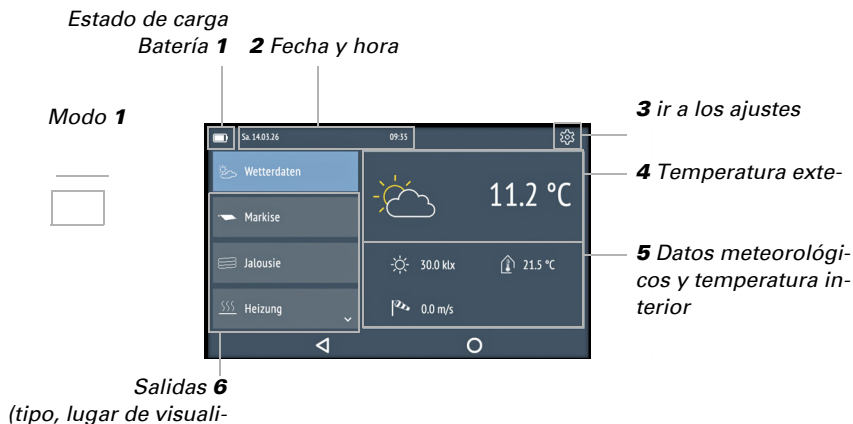 Estado de carga
Batería 1
2 Fecha y hora
Modo 1
3 ir a los ajustes
Sa. 14.03.26
09:35
Wetterdaten
11.2 °C
4 Temperatura exte-
Markise
Jalousie
30.0 klx
21.5 °C
5 Datos meteorológi-
cos y temperatura in-
terior
Heizung
0.0 m/s
Salidas 6
(tipo, lugar de visuali-